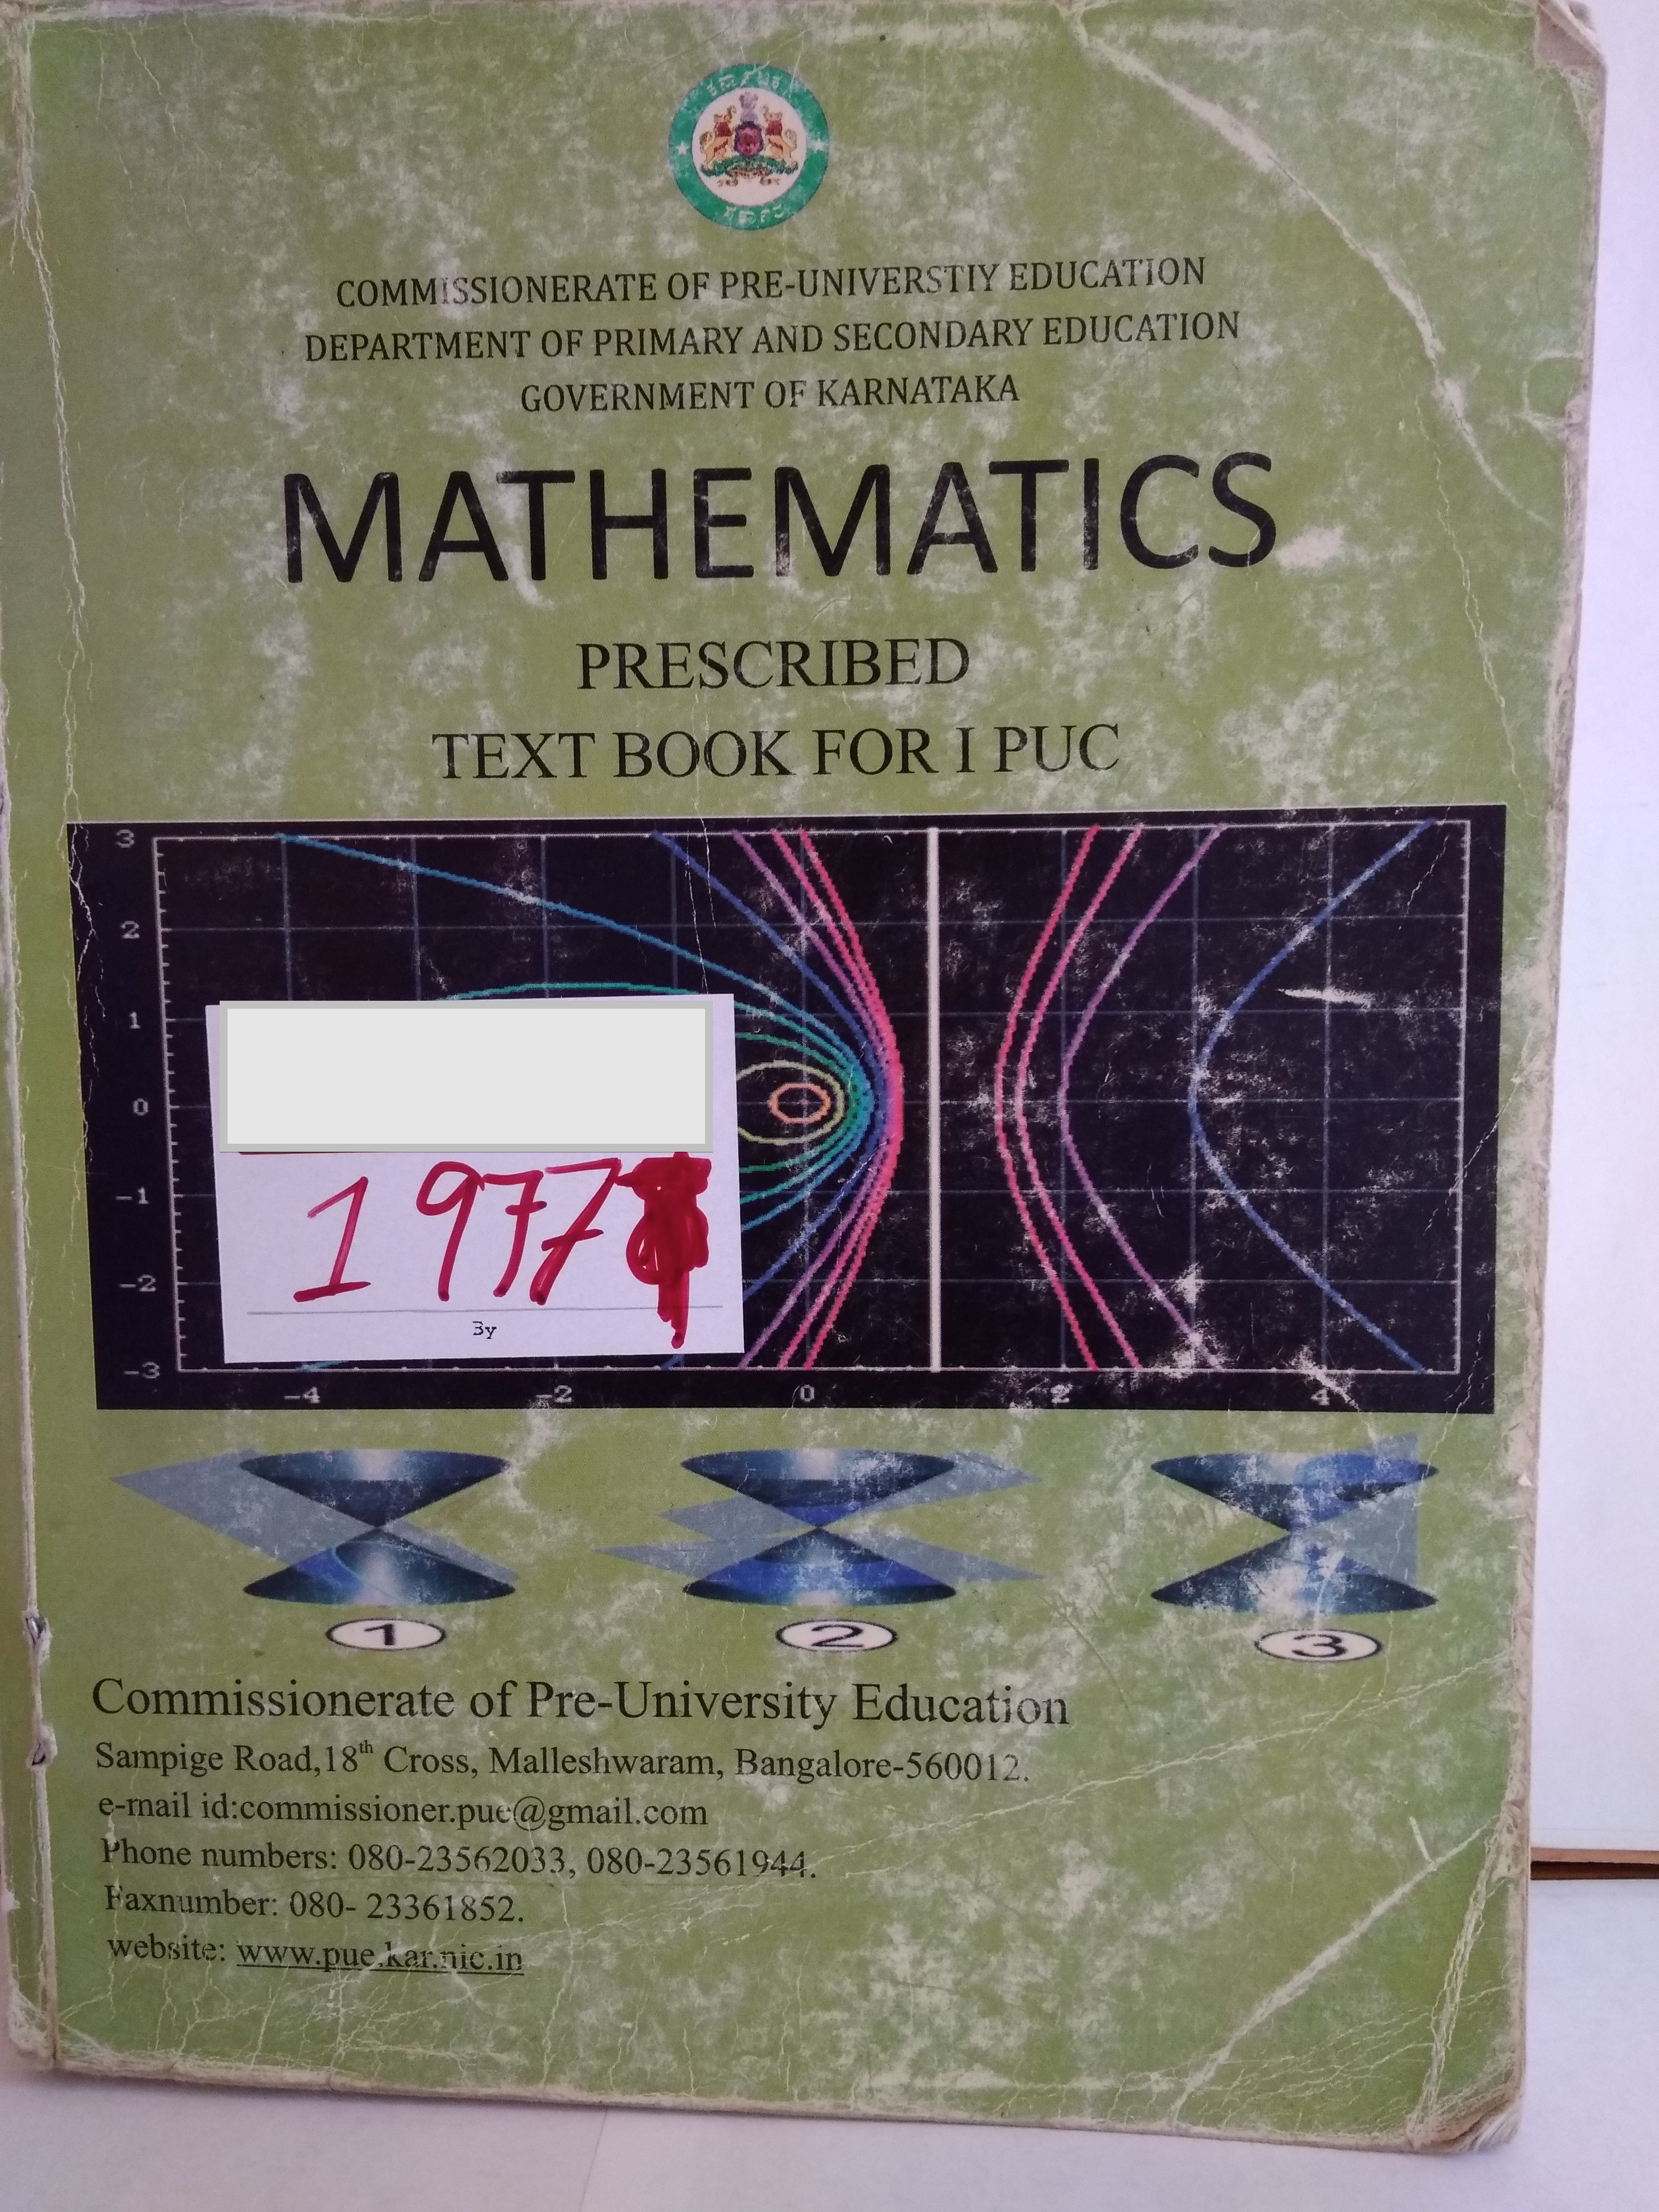 COMMISSIONERATE OF PRE-UNIVERSTIY EDUCATION
DEPARTMENT OF PRIMARY AND SECONDARY EDUCATION
GOVERNMENT OF KARNATAKA
MATHEMATICS
PRESCRIBED
TEXT BOOK FOR I PUC
3
2
1
0
-1
-2
-3
1977
By
-4 -2 0 2 4
1 2 3
Commissionerate of Pre-University Education
Sampige Road,18th Cross, Malleshwaram, Bangalore-560012.
e-mail id:commissioner.pue@gmail.com
Phone numbers: 080-23562033, 080-23561944.
Faxnumber: 080- 23361852.
website: www.pue.kar.nic.in